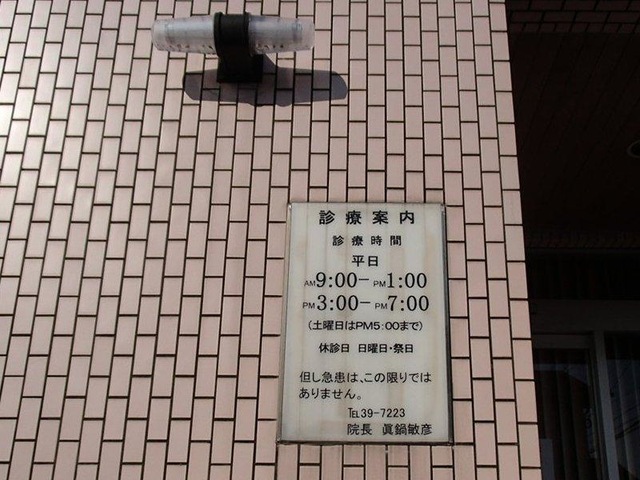 診療案内
診療時間
平日
AM9:00－PM1:00
PM3:00－PM7:00
(土曜日はPM5:00まで)
休診日 日曜日・祭日
但し急患は、この限りでは
ありません。
TEL39-7223
院長 眞鍋敏彦